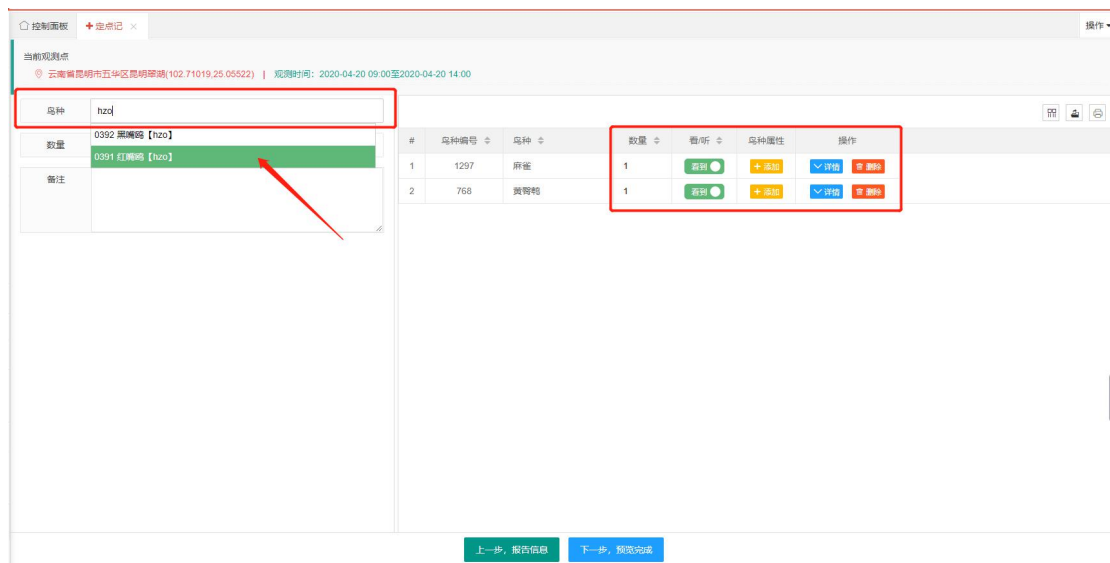 控制面板 定点记 × 操作
当前观测点
云南省昆明市五华区昆明翠湖(102.71019,25.05522) | 观测时间：2020-04-20 09:00至2020-04-20 14:00
鸟种 hzo
0392 黑嘴鸥【hzo】
0391 红嘴鸥【hzo】
数量
备注
# 鸟种编号 鸟种 数量 看/听 鸟种属性 操作
1 1297 麻雀 1 看到 +添加 详情 删除
2 768 黄臀鹎 1 看到 +添加 详情 删除
上一步，报告信息 下一步，预览完成